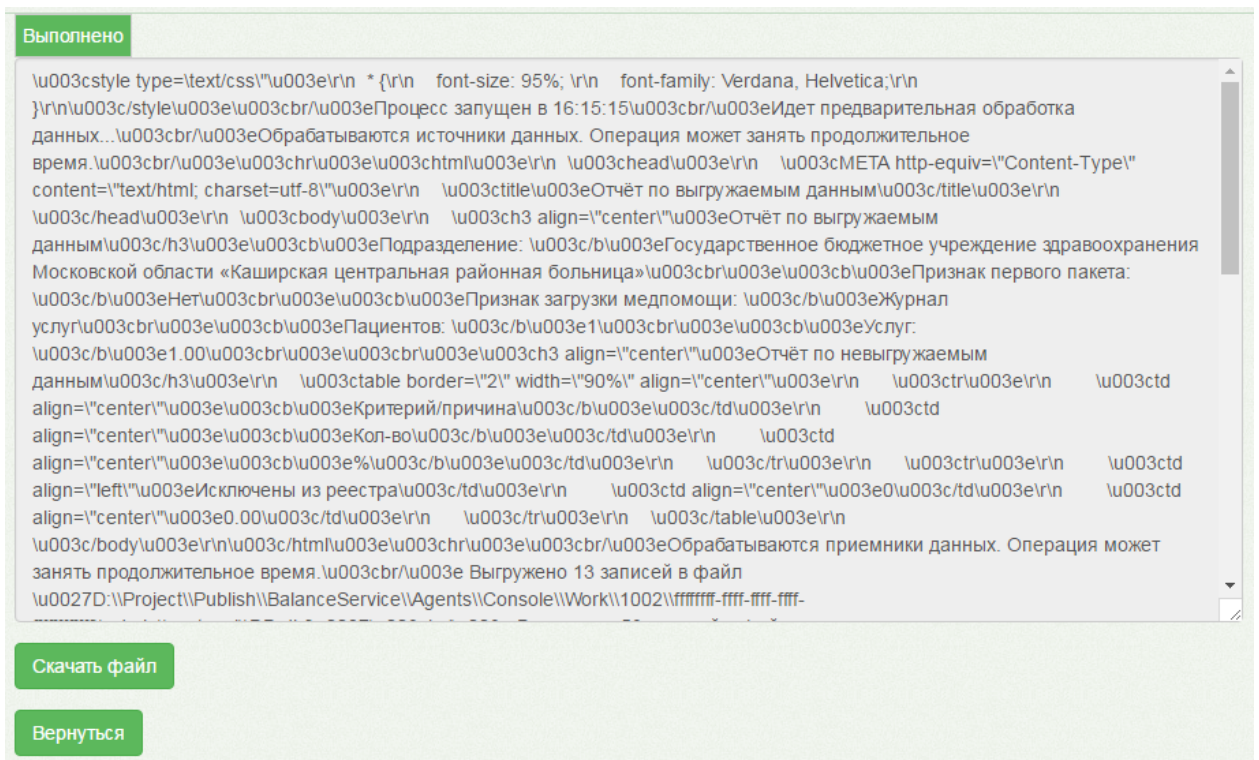 Выполнено
\u003cstyle type=\text/css\"\u003e\r\n * {\r\n font-size: 95%; \r\n font-family: Verdana, Helvetica;\r\n
}\r\n\u003c/style\u003e\u003cbr/\u003eПроцесс запущен в 16:15:15\u003cbr/\u003eИдет предварительная обработка
данных...\u003cbr/\u003eОбрабатываются источники данных. Операция может занять продолжительное
время.\u003cbr/\u003e\u003chr\u003e\u003chtml\u003e\r\n \u003chead\u003e\r\n \u003cMETA http-equiv=\"Content-Type\"
content=\"text/html; charset=utf-8\"\u003e\r\n \u003ctitle\u003eОтчёт по выгружаемым данным\u003c/title\u003e\r\n
\u003c/head\u003e\r\n \u003cbody\u003e\r\n \u003ch3 align=\"center\"\u003eОтчёт по выгружаемым
данным\u003c/h3\u003e\u003cb\u003eПодразделение: \u003c/b\u003eГосударственное бюджетное учреждение здравоохранения
Московской области «Каширская центральная районная больница»\u003cbr\u003e\u003cb\u003eПризнак первого пакета:
\u003c/b\u003eНет\u003cbr\u003e\u003cb\u003eПризнак загрузки медпомощи: \u003c/b\u003eЖурнал
услуг\u003cbr\u003e\u003cb\u003eПациентов: \u003c/b\u003e1\u003cbr\u003e\u003cb\u003eУслуг:
\u003c/b\u003e1.00\u003cbr\u003e\u003cbr\u003e\u003ch3 align=\"center\"\u003eОтчёт по невыгружаемым
данным\u003c/h3\u003e\r\n \u003ctable border=\"2\" width=\"90%\" align=\"center\"\u003e\r\n \u003ctr\u003e\r\n \u003ctd
align=\"center\"\u003e\u003cb\u003eКритерий/причина\u003c/b\u003e\u003c/td\u003e\r\n \u003ctd
align=\"center\"\u003e\u003cb\u003eКол-во\u003c/b\u003e\u003c/td\u003e\r\n \u003ctd
align=\"center\"\u003e\u003cb\u003e%\u003c/b\u003e\u003c/td\u003e\r\n \u003c/tr\u003e\r\n \u003ctr\u003e\r\n \u003ctd
align=\"left\"\u003eИсключены из реестра\u003c/td\u003e\r\n \u003ctd align=\"center\"\u003e0\u003c/td\u003e\r\n \u003ctd
align=\"center\"\u003e0.00\u003c/td\u003e\r\n \u003c/tr\u003e\r\n \u003c/table\u003e\r\n
\u003c/body\u003e\r\n\u003c/html\u003e\u003chr\u003e\u003cbr/\u003eОбрабатываются приемники данных. Операция может
занять продолжительное время.\u003cbr/\u003e Выгружено 13 записей в файл
\u0027D:\\Project\\Publish\\BalanceService\\Agents\\Console\\Work\\1002\\ffffffff-ffff-ffff-ffff-
Скачать файл
Вернуться